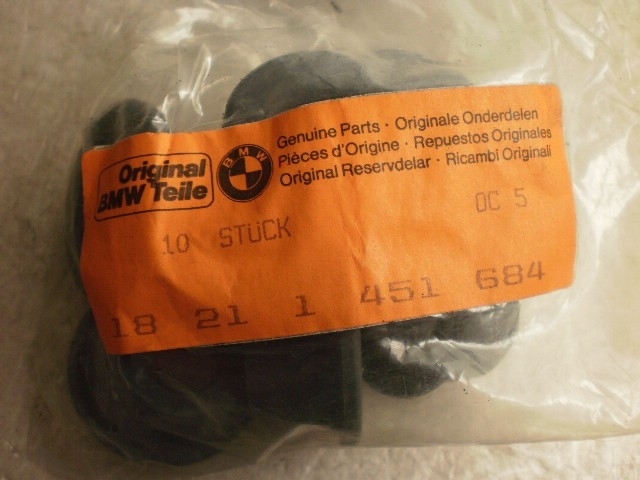 Original
BMW Teile
BMW
Genuine Parts · Originale Onderdelen
Pièces d'Origine · Repuestos Originales
Original Reservdelar · Ricambi Originali
10 STÜCK
OC 5
18 21 1 451 684